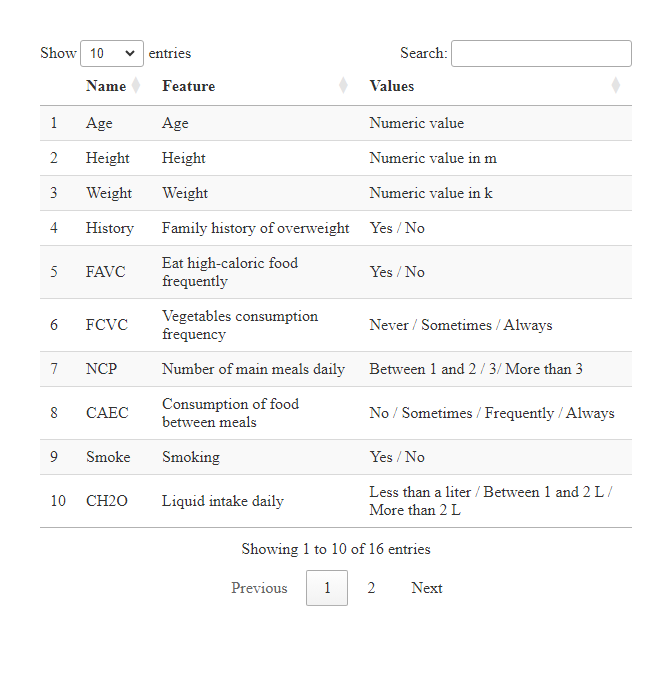 Show 10 entries Search:
Name Feature Values
1 Age Age Numeric value
2 Height Height Numeric value in m
3 Weight Weight Numeric value in k
4 History Family history of overweight Yes / No
5 FAVC Eat high-caloric food frequently Yes / No
6 FCVC Vegetables consumption frequency Never / Sometimes / Always
7 NCP Number of main meals daily Between 1 and 2 / 3/ More than 3
8 CAEC Consumption of food between meals No / Sometimes / Frequently / Always
9 Smoke Smoking Yes / No
10 CH2O Liquid intake daily Less than a liter / Between 1 and 2 L / More than 2 L
Showing 1 to 10 of 16 entries
Previous 1 2 Next